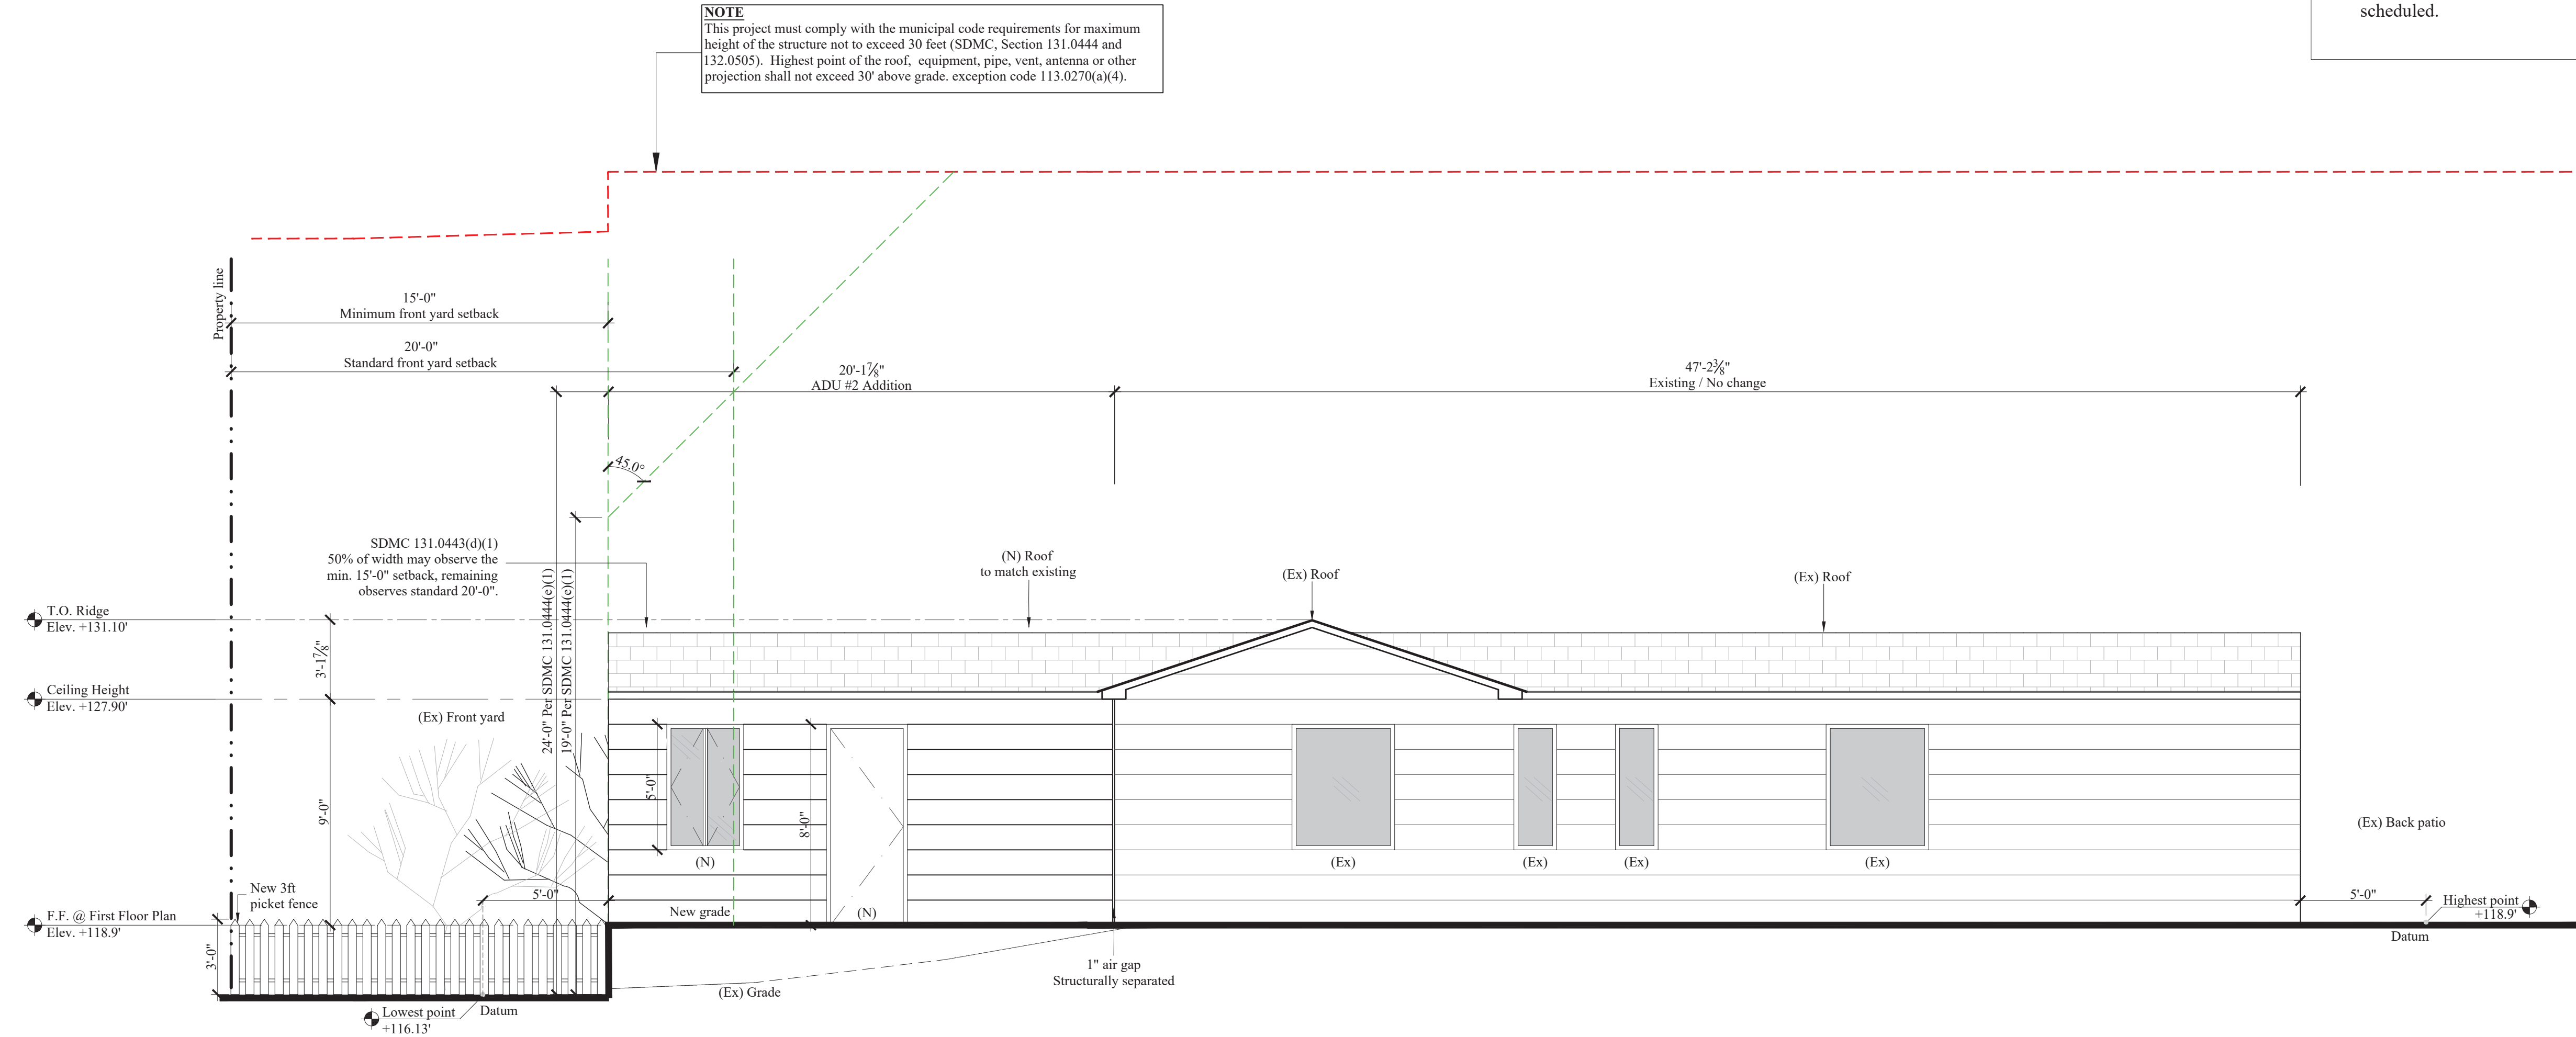 scheduled.
NOTE
This project must comply with the municipal code requirements for maximum
height of the structure not to exceed 30 feet (SDMC, Section 131.0444 and
132.0505).  Highest point of the roof,  equipment, pipe, vent, antenna or other
projection shall not exceed 30' above grade. exception code 113.0270(a)(4).
Property line
15'-0"
Minimum front yard setback
20'-0"
Standard front yard setback
20'-1⅞"
ADU #2 Addition
47'-2⅜"
Existing / No change
45.0°
SDMC 131.0443(d)(1)
50% of width may observe the
min. 15'-0" setback, remaining
observes standard 20'-0".
24'-0" Per SDMC 131.0444(e)(1)
19'-0" Per SDMC 131.0444(e)(1)
(N) Roof
to match existing
(Ex) Roof
(Ex) Roof
T.O. Ridge
Elev. +131.10'
3'-1⅞"
Ceiling Height
Elev. +127.90'
(Ex) Front yard
9'-0"
5'-0"
8'-0"
(N)
(N)
(Ex)
(Ex)
(Ex)
(Ex)
(Ex) Back patio
New 3ft
picket fence
5'-0"
New grade
5'-0"
Highest point
+118.9'
Datum
F.F. @ First Floor Plan
Elev. +118.9'
3'-0"
1" air gap
Structurally separated
(Ex) Grade
Lowest point
+116.13'
Datum